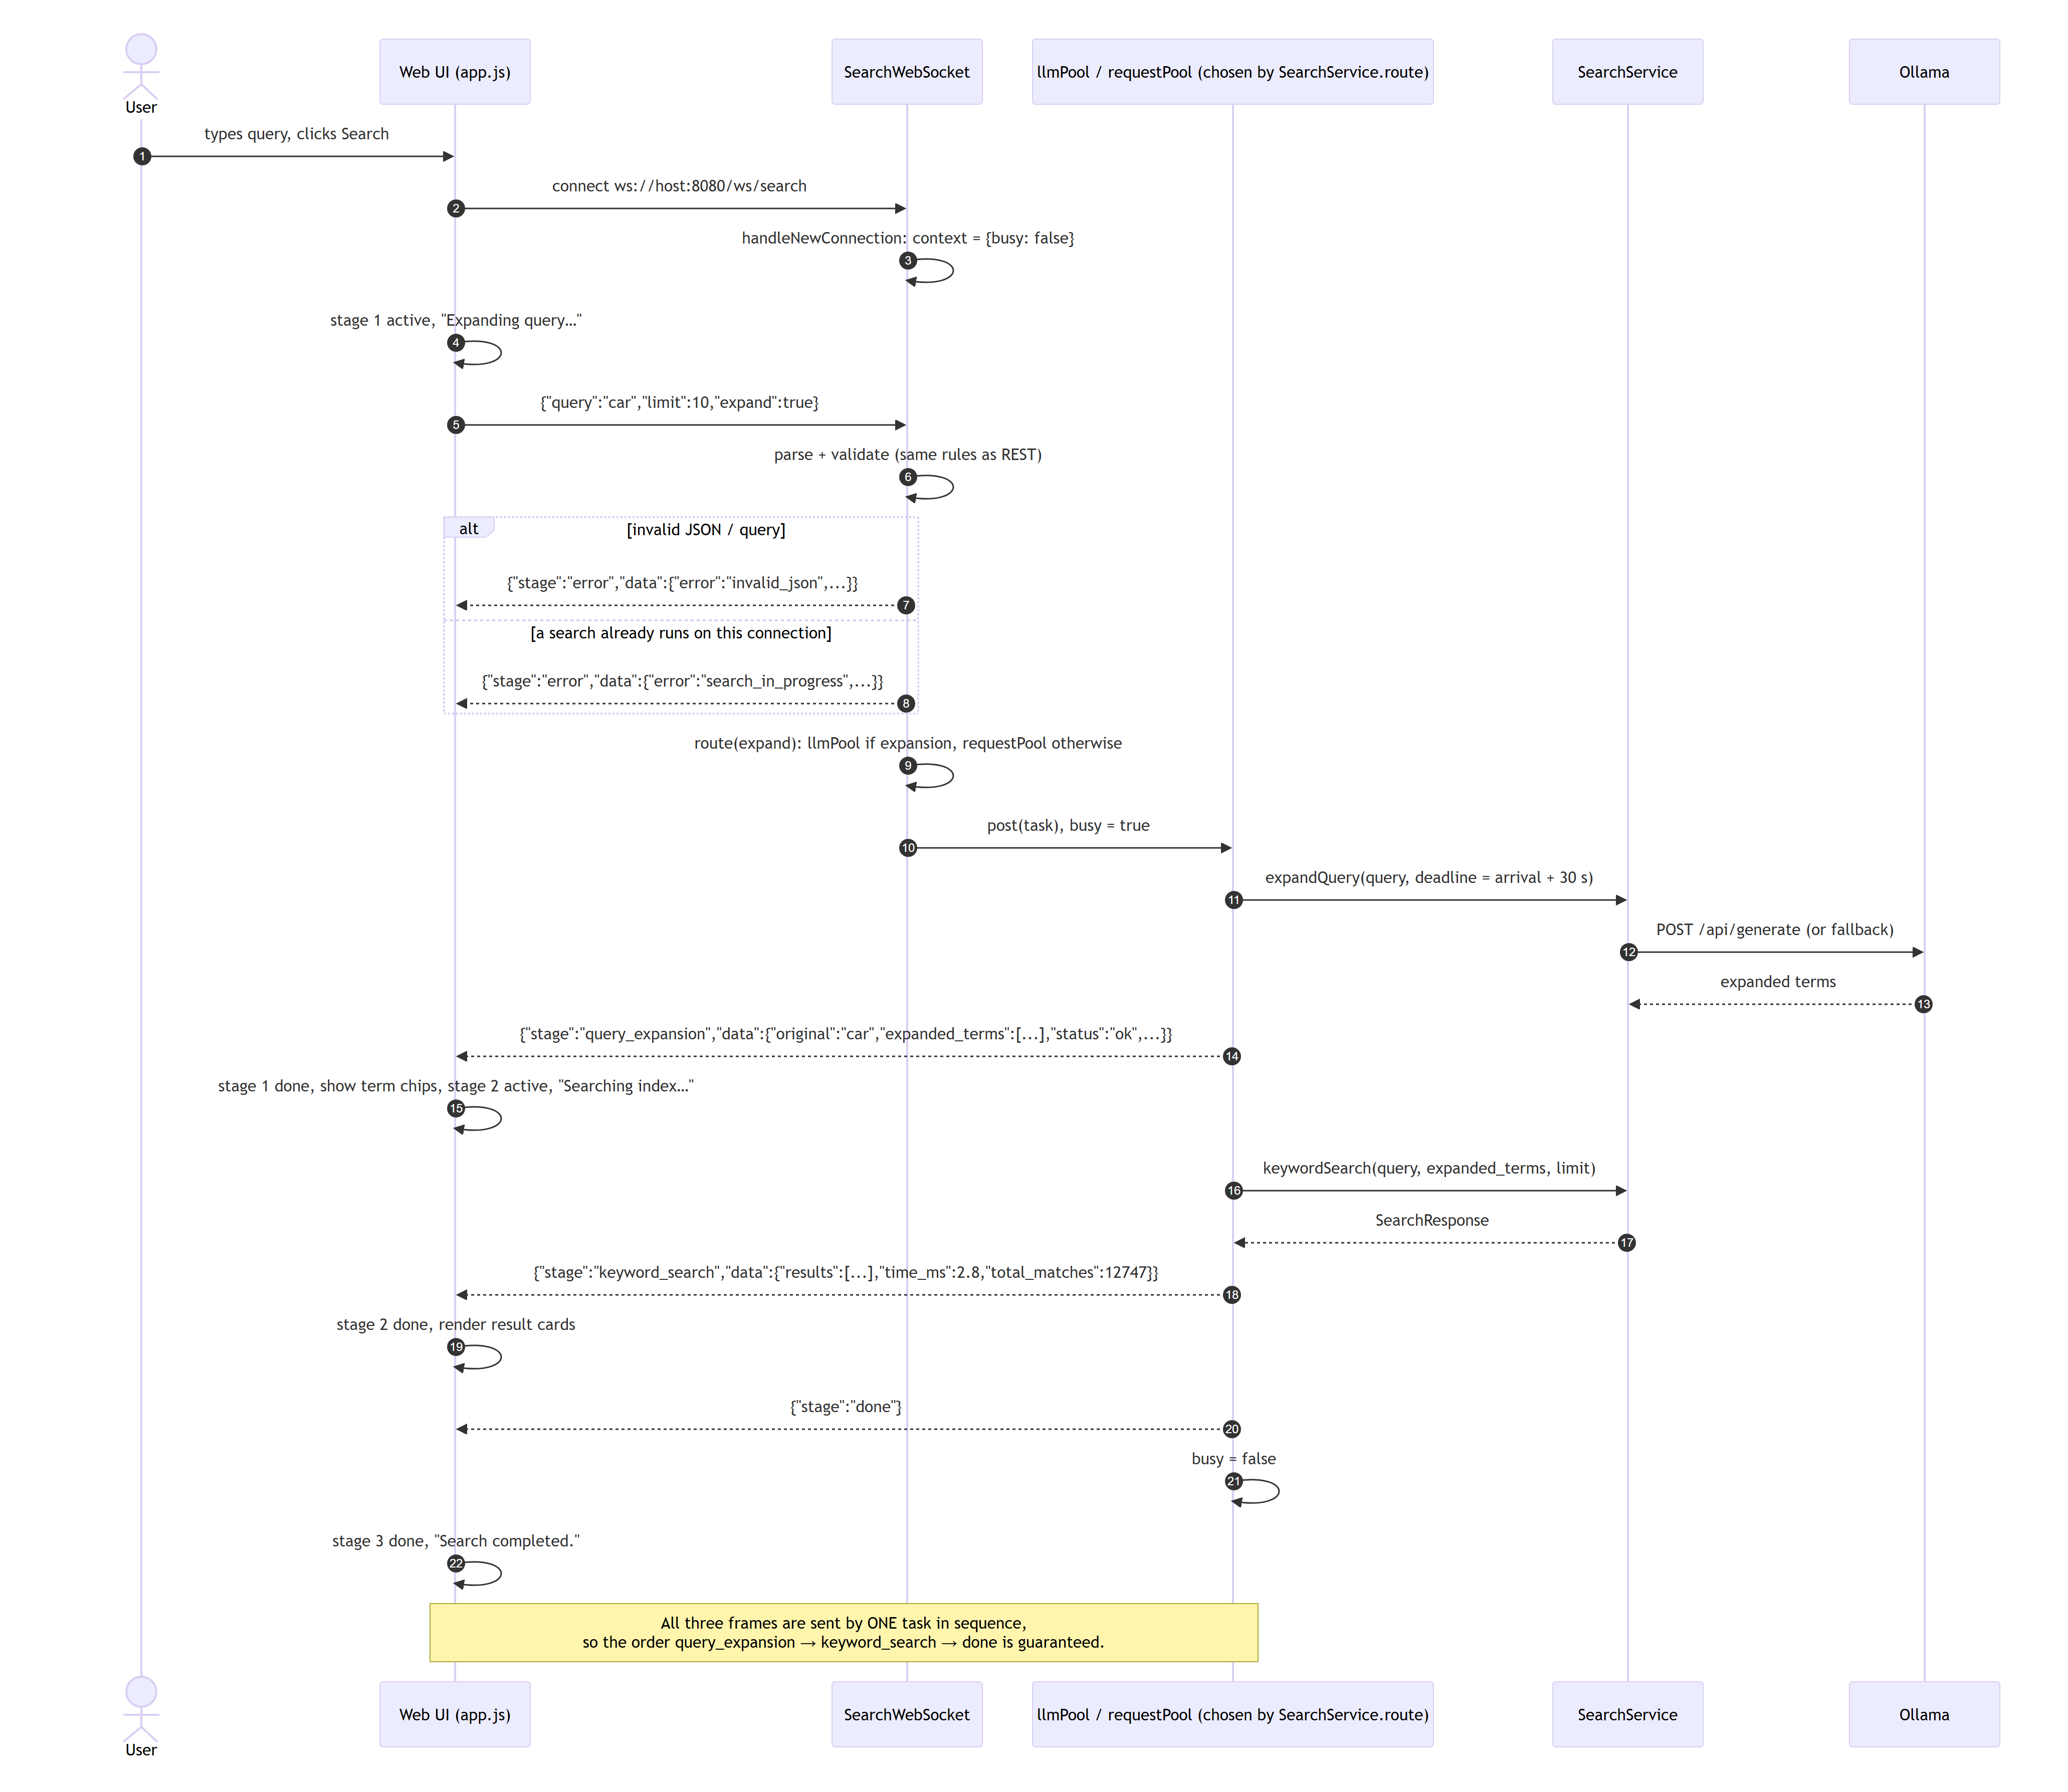 User
Web UI (app.js)
SearchWebSocket
llmPool / requestPool (chosen by SearchService.route)
SearchService
Ollama
types query, clicks Search
1
connect ws://host:8080/ws/search
2
handleNewConnection: context = {busy: false}
3
stage 1 active, "Expanding query…"
4
{"query":"car","limit":10,"expand":true}
5
parse + validate (same rules as REST)
6
alt
[invalid JSON / query]
{"stage":"error","data":{"error":"invalid_json",...}}
7
[a search already runs on this connection]
{"stage":"error","data":{"error":"search_in_progress",...}}
8
route(expand): llmPool if expansion, requestPool otherwise
9
post(task), busy = true
10
expandQuery(query, deadline = arrival + 30 s)
11
POST /api/generate (or fallback)
12
expanded terms
13
{"stage":"query_expansion","data":{"original":"car","expanded_terms":[...],"status":"ok",...}}
14
stage 1 done, show term chips, stage 2 active, "Searching index…"
15
keywordSearch(query, expanded_terms, limit)
16
SearchResponse
17
{"stage":"keyword_search","data":{"results":[...],"time_ms":2.8,"total_matches":12747}}
18
stage 2 done, render result cards
19
{"stage":"done"}
20
busy = false
21
stage 3 done, "Search completed."
22
All three frames are sent by ONE task in sequence,
so the order query_expansion → keyword_search → done is guaranteed.
User
Web UI (app.js)
SearchWebSocket
llmPool / requestPool (chosen by SearchService.route)
SearchService
Ollama